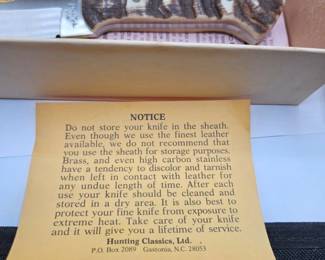 NOTICE
Do not store your knife in the sheath.
Even though we use the finest leather
available, we do not recommend that
you use the sheath for storage purposes.
Brass, and even high carbon stainless
have a tendency to discolor and tarnish
when left in contact with leather for
any undue length of time. After each
use your knife should be cleaned and
stored in a dry area. It is also best to
protect your fine knife from exposure to
extreme heat. Take care of your knife
and it will give you a lifetime of service.
Hunting Classics, Ltd.
P.O. Box 2089 Gastonia, N.C. 28053